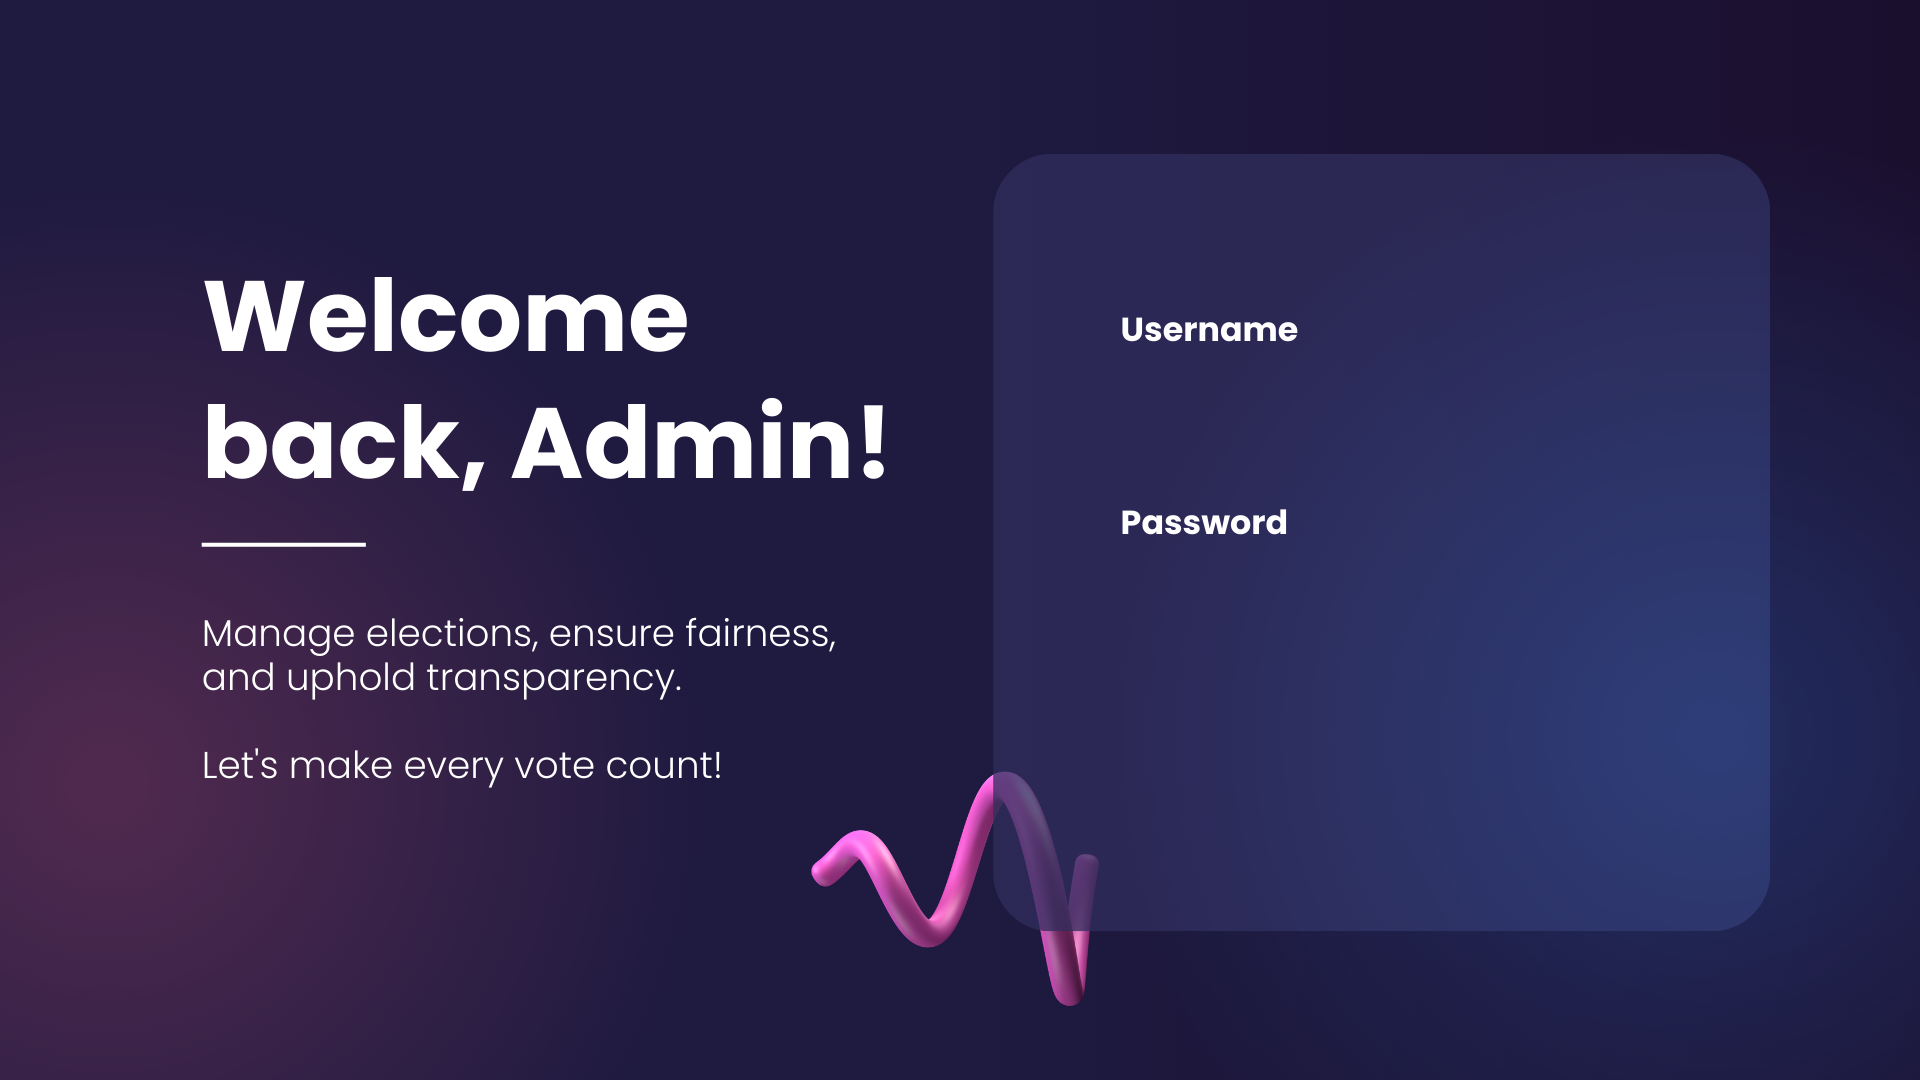 Welcome
back, Admin!
Manage elections, ensure fairness,
and uphold transparency.
Let's make every vote count!
Username
Password